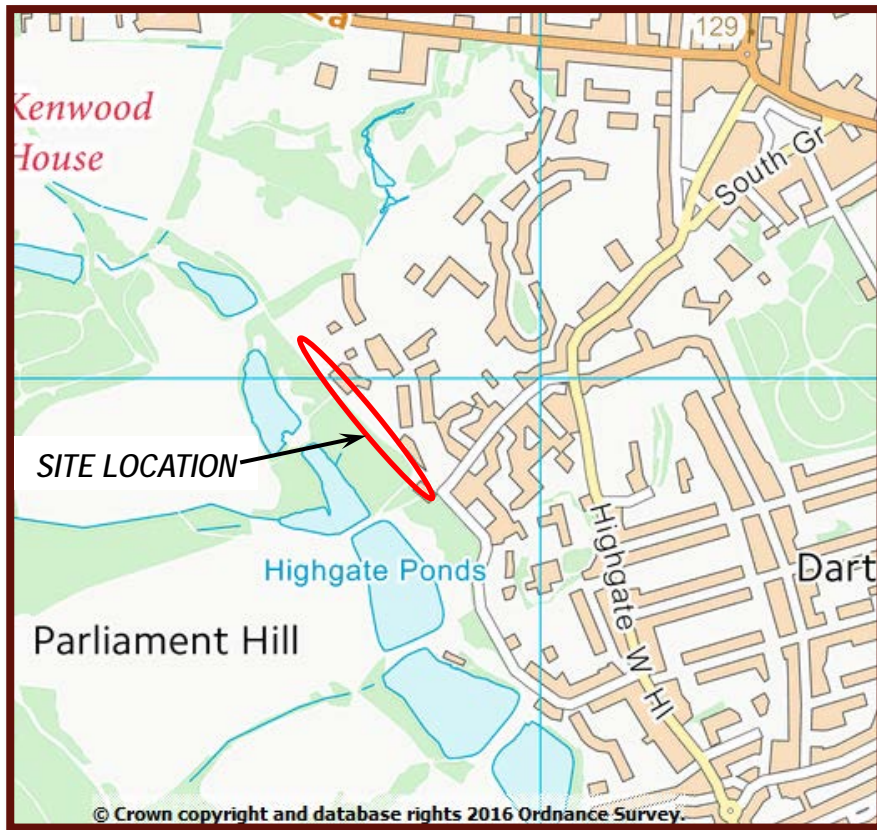 La
129
Kenwood
House
South Gr
SITE LOCATION
Highgate Ponds
Highgate W Hl
Dart
Parliament Hill
© Crown copyright and database rights 2016 Ordnance Survey.